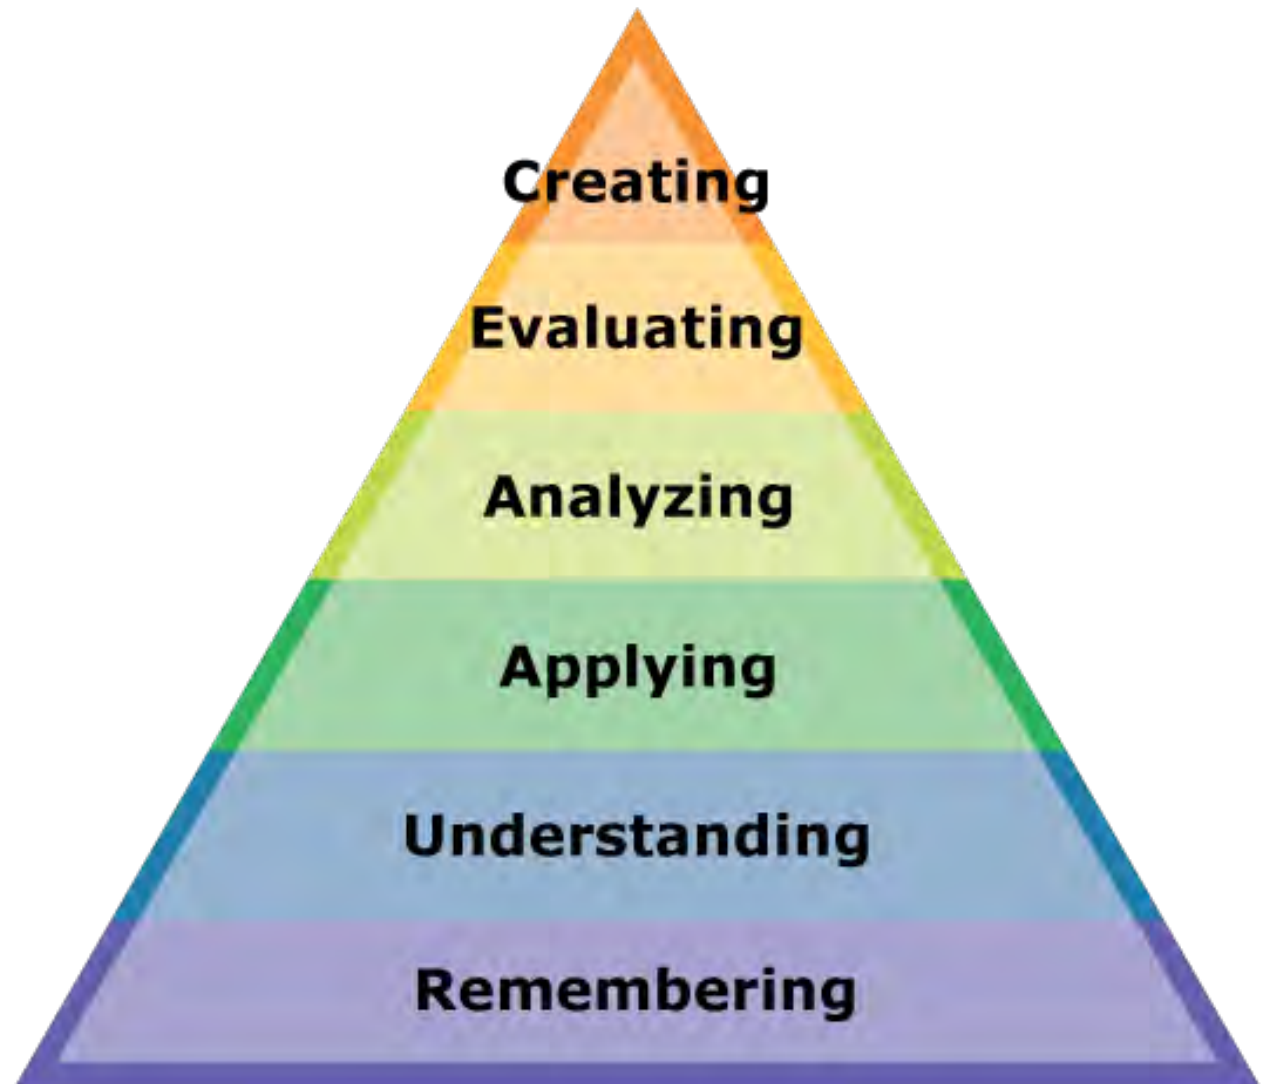 Creating
Evaluating
Analyzing
Applying
Understanding
Remembering